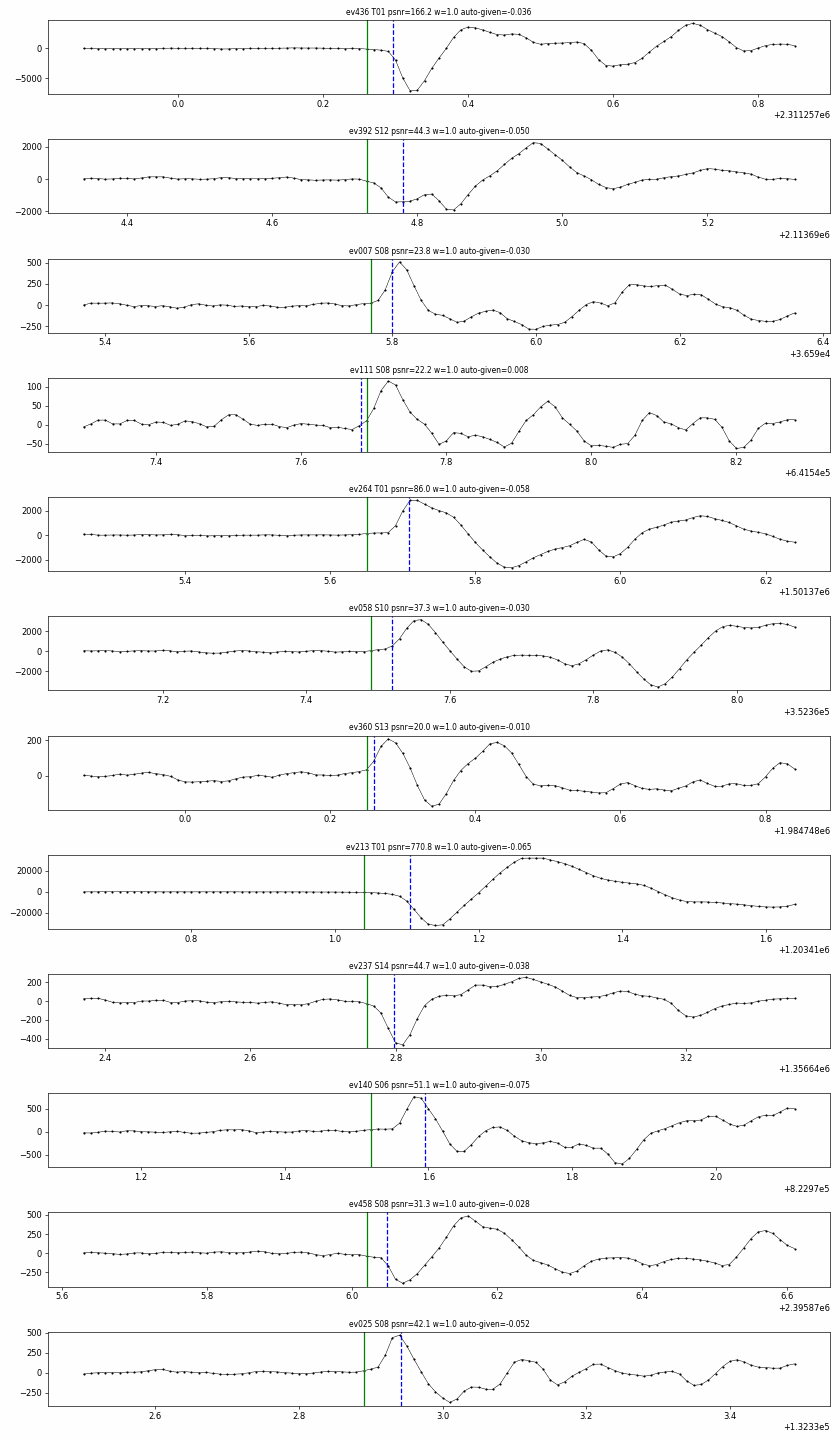 ev436 T01 psnr=166.2 w=1.0 auto-given=-0.036
0
−5000
0.0 0.2 0.4 0.6 0.8
+2.311257e6
ev392 S12 psnr=44.3 w=1.0 auto-given=-0.050
2000
0
−2000
4.4 4.6 4.8 5.0 5.2
+2.11369e6
ev007 S08 psnr=23.8 w=1.0 auto-given=-0.030
500
250
0
−250
5.4 5.6 5.8 6.0 6.2 6.4
+3.659e4
ev111 S08 psnr=22.2 w=1.0 auto-given=0.008
100
50
0
−50
7.4 7.6 7.8 8.0 8.2
+6.4154e5
ev264 T01 psnr=86.0 w=1.0 auto-given=-0.058
2000
0
−2000
5.4 5.6 5.8 6.0 6.2
+1.50137e6
ev058 S10 psnr=37.3 w=1.0 auto-given=-0.030
2000
0
−2000
7.2 7.4 7.6 7.8 8.0
+3.5236e5
ev360 S13 psnr=20.0 w=1.0 auto-given=-0.010
200
0
0.0 0.2 0.4 0.6 0.8
+1.984748e6
ev213 T01 psnr=770.8 w=1.0 auto-given=-0.065
20000
0
−20000
0.8 1.0 1.2 1.4 1.6
+1.20341e6
ev237 S14 psnr=44.7 w=1.0 auto-given=-0.038
200
0
−200
−400
2.4 2.6 2.8 3.0 3.2
+1.35664e6
ev140 S06 psnr=51.1 w=1.0 auto-given=-0.075
500
0
−500
1.2 1.4 1.6 1.8 2.0
+8.2297e5
ev458 S08 psnr=31.3 w=1.0 auto-given=-0.028
500
250
0
−250
5.6 5.8 6.0 6.2 6.4 6.6
+2.39587e6
ev025 S08 psnr=42.1 w=1.0 auto-given=-0.052
500
250
0
−250
2.6 2.8 3.0 3.2 3.4
+1.3233e5